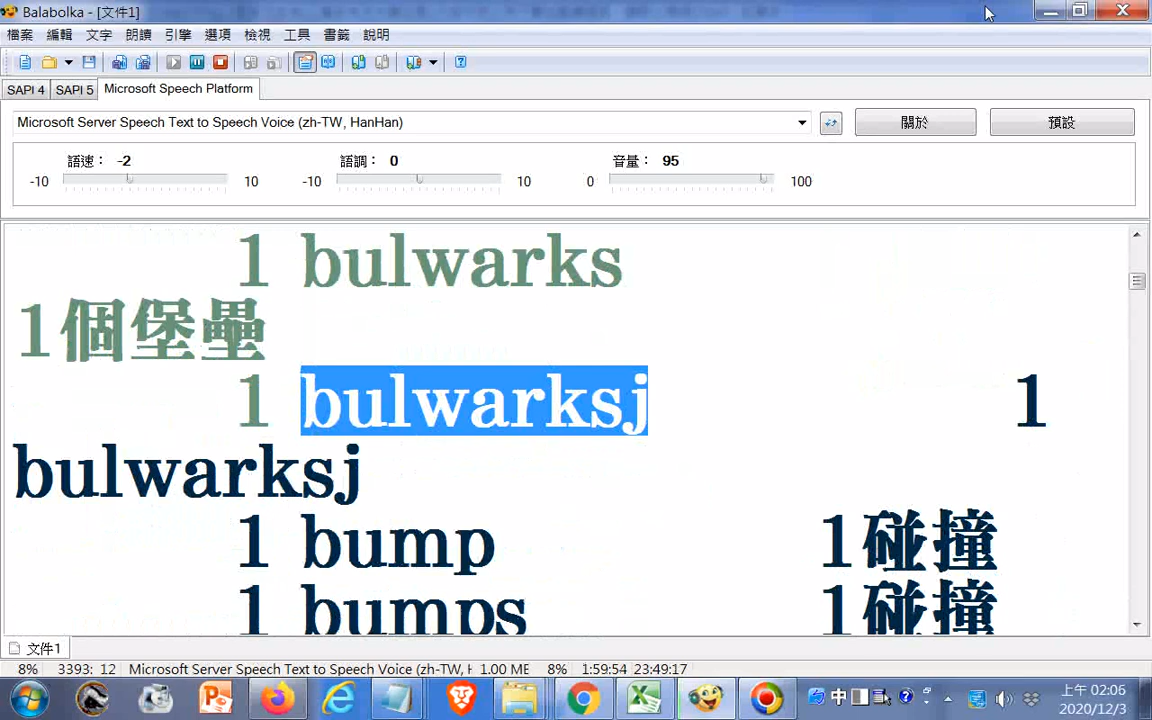 Balabolka - [文件1]
檔案 編輯 文字 朗讀 引擎 選項 檢視 工具 書籤 說明
SAPI 4 SAPI 5 Microsoft Speech Platform
Microsoft Server Speech Text to Speech Voice (zh-TW, HanHan) 關於 預設
語速： -2 語調： 0 音量： 95
-10 10 -10 10 0 100
1 bulwarks
1個堡壘
1 bulwarksj 1
bulwarksj
1 bump 1碰撞
1 bumps 1碰撞
文件1
8% 3393: 12 Microsoft Server Speech Text to Speech Voice (zh-TW, H 1.00 ME 8% 1:59:54 23:49:17
中 上午 02:06
2020/12/3